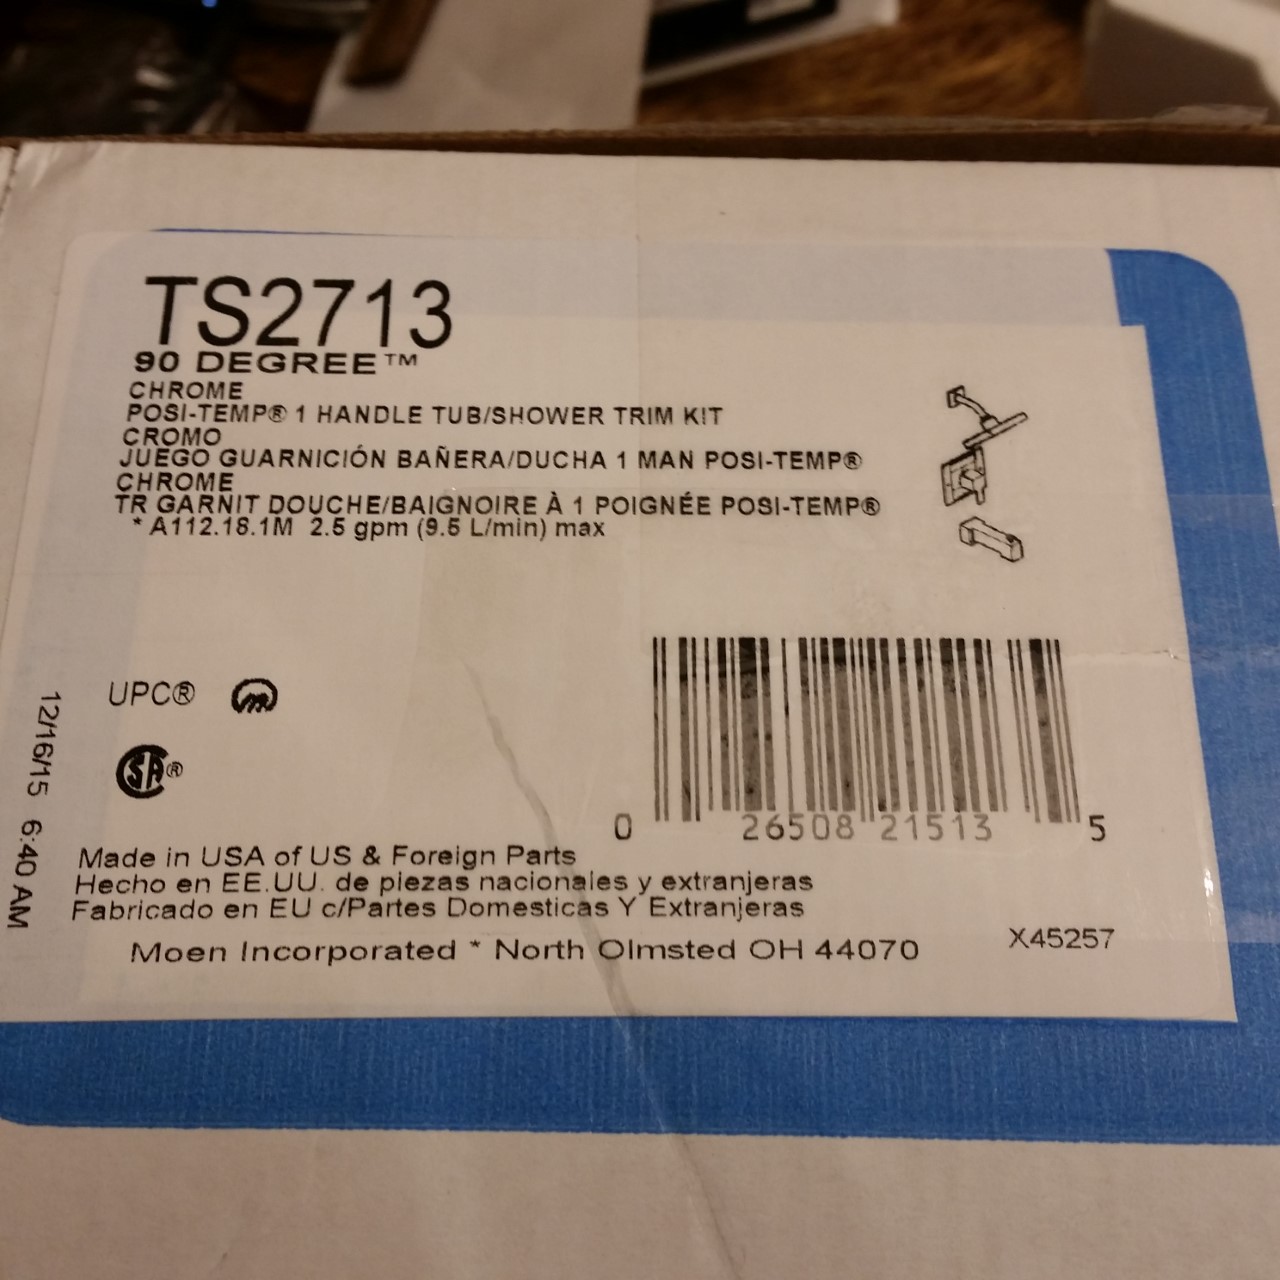 TS2713
90 DEGREE™
CHROME
POSI-TEMP® 1 HANDLE TUB/SHOWER TRIM KIT
CROMO
JUEGO GUARNICIÓN BAÑERA/DUCHA 1 MAN POSI-TEMP®
CHROME
TR GARNIT DOUCHE/BAIGNOIRE À 1 POIGNÉE POSI-TEMP®
* A112.18.1M 2.5 gpm (9.5 L/min) max
UPC®
SA®
12/16/15 6:40 AM
0 26508 21513 5
Made in USA of US & Foreign Parts
Hecho en EE.UU. de piezas nacionales y extranjeras
Fabricado en EU c/Partes Domesticas Y Extranjeras
Moen Incorporated * North Olmsted OH 44070
X45257